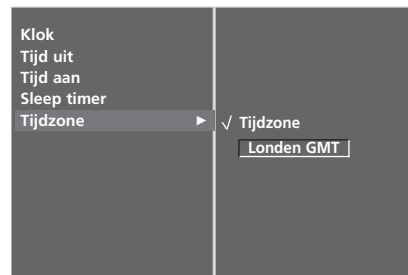 Klok
Tijd uit
Tijd aan
Sleep timer
Tijdzone ► √ Tijdzone
Londen GMT